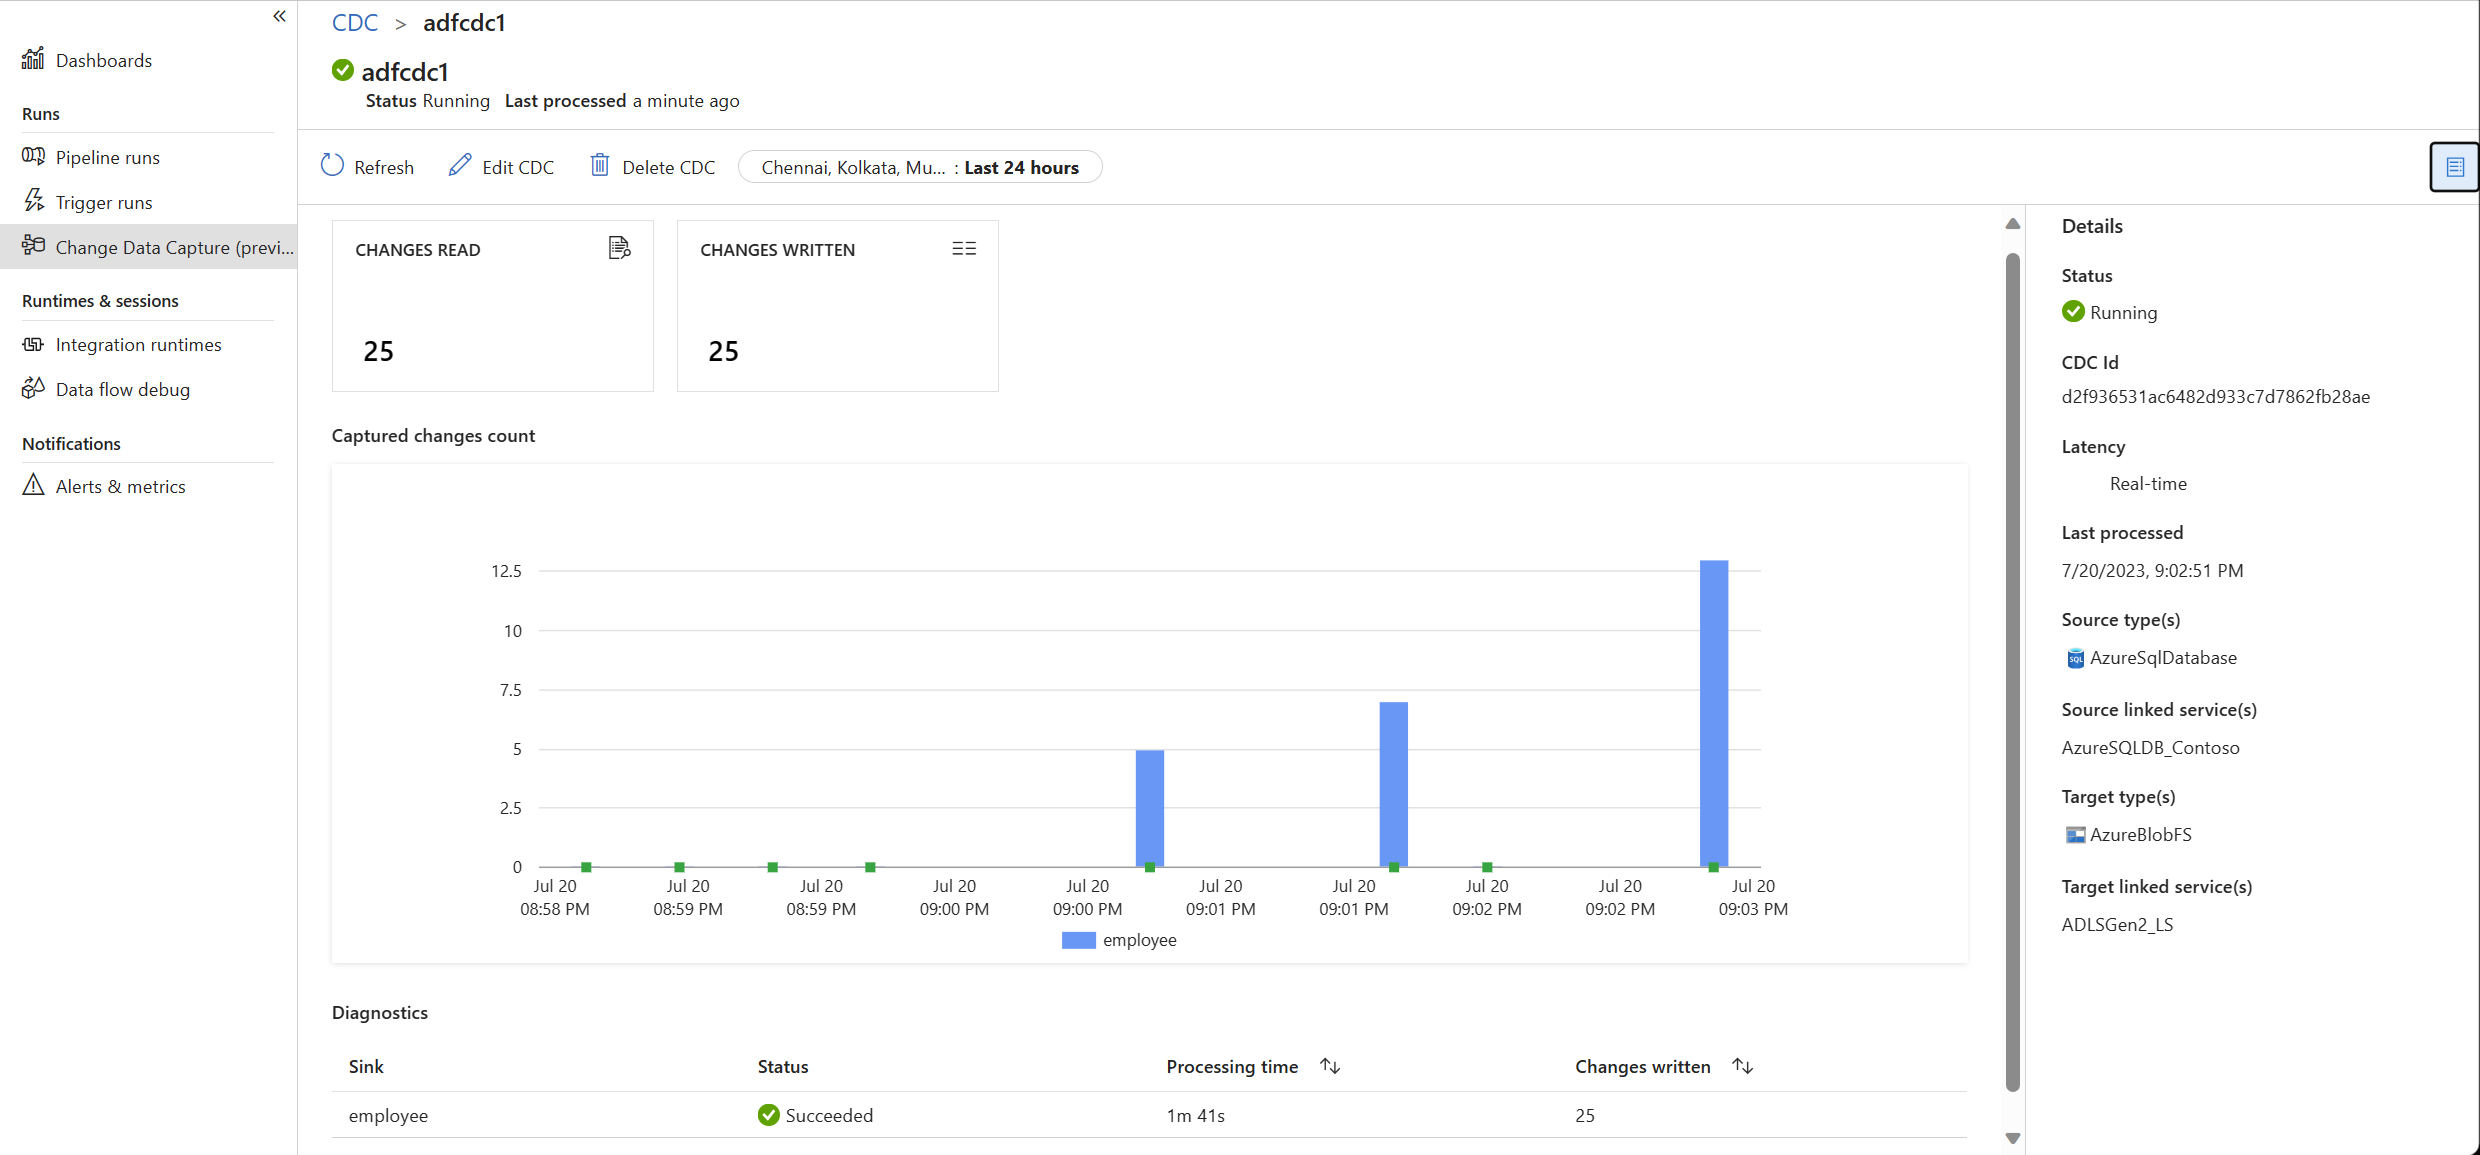 Dashboards
Runs
Pipeline runs
Trigger runs
Change Data Capture (previ...
Runtimes & sessions
Integration runtimes
Data flow debug
Notifications
Alerts & metrics
CDC > adfcdc1
adfcdc1
Status Running Last processed a minute ago
Refresh Edit CDC Delete CDC Chennai, Kolkata, Mu... : Last 24 hours
CHANGES READ
25
CHANGES WRITTEN
25
Captured changes count
12.5
10
7.5
5
2.5
0
Jul 20 Jul 20 Jul 20 Jul 20 Jul 20 Jul 20 Jul 20 Jul 20 Jul 20 Jul 20
08:58 PM 08:59 PM 08:59 PM 09:00 PM 09:00 PM 09:01 PM 09:01 PM 09:02 PM 09:02 PM 09:03 PM
employee
Diagnostics
Sink Status Processing time Changes written
employee Succeeded 1m 41s 25
Details
Status
Running
CDC Id
d2f936531ac6482d933c7d7862fb28ae
Latency
Real-time
Last processed
7/20/2023, 9:02:51 PM
Source type(s)
SQL AzureSqlDatabase
Source linked service(s)
AzureSQLDB_Contoso
Target type(s)
AzureBlobFS
Target linked service(s)
ADLSGen2_LS